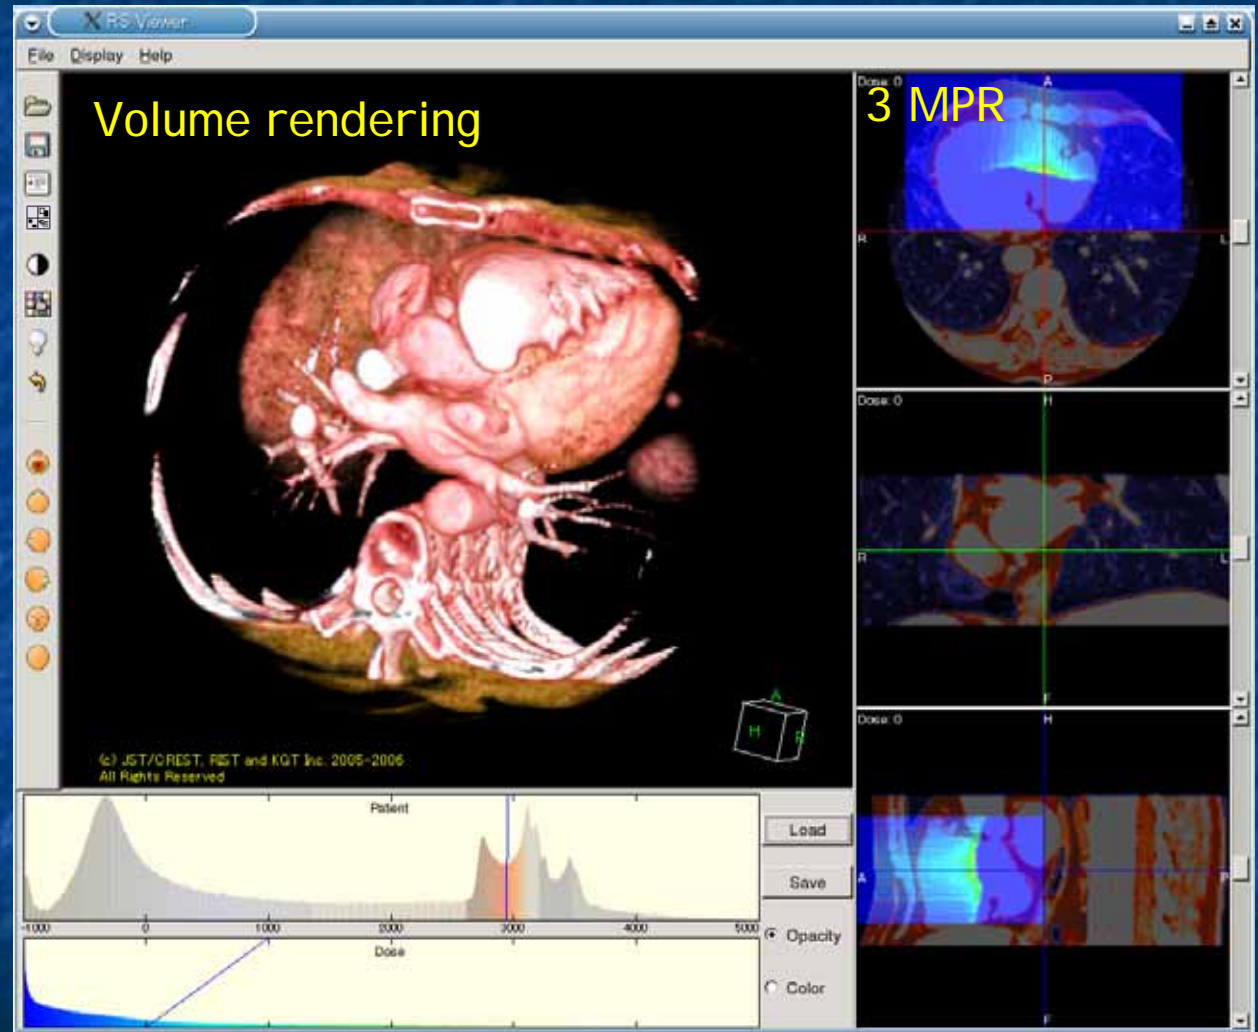 RS Viewer
File Display Help
Volume rendering
(c) JST/CREST, RIST and KGT Inc. 2005-2006
All Rights Reserved
H
A
R
3 MPR
Dose: 0
A
R
L
P
Dose: 0
H
R
L
F
Dose: 0
H
A
P
F
Patient
-1000 0 1000 2000 3000 4000 5000
Dose
Load
Save
Opacity
Color